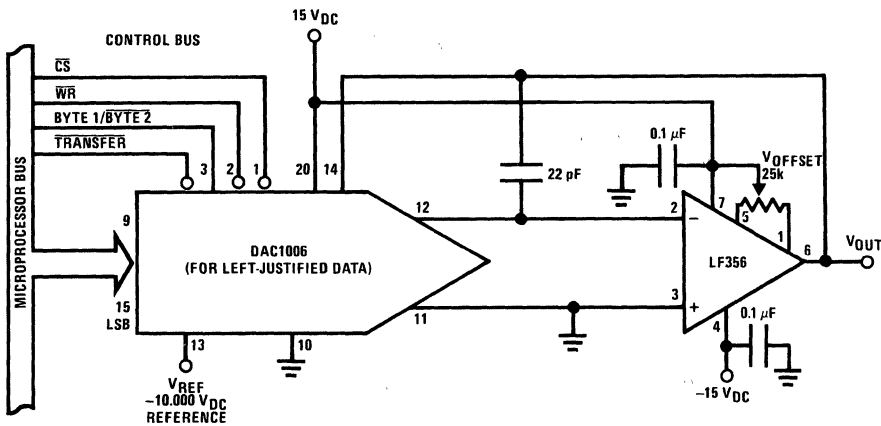 15 VDC
CONTROL BUS
CS
WR
BYTE 1/BYTE 2
TRANSFER
MICROPROCESSOR BUS
3
2
1
20
14
0.1 μF
VOFFSET
25k
22 pF
9
12
2
7
5
1
−
DAC1006
(FOR LEFT-JUSTIFIED DATA)
LF356
6
VOUT
15
LSB
11
3
+
4
0.1 μF
13
10
VREF
−10.000 VDC
REFERENCE
−15 VDC